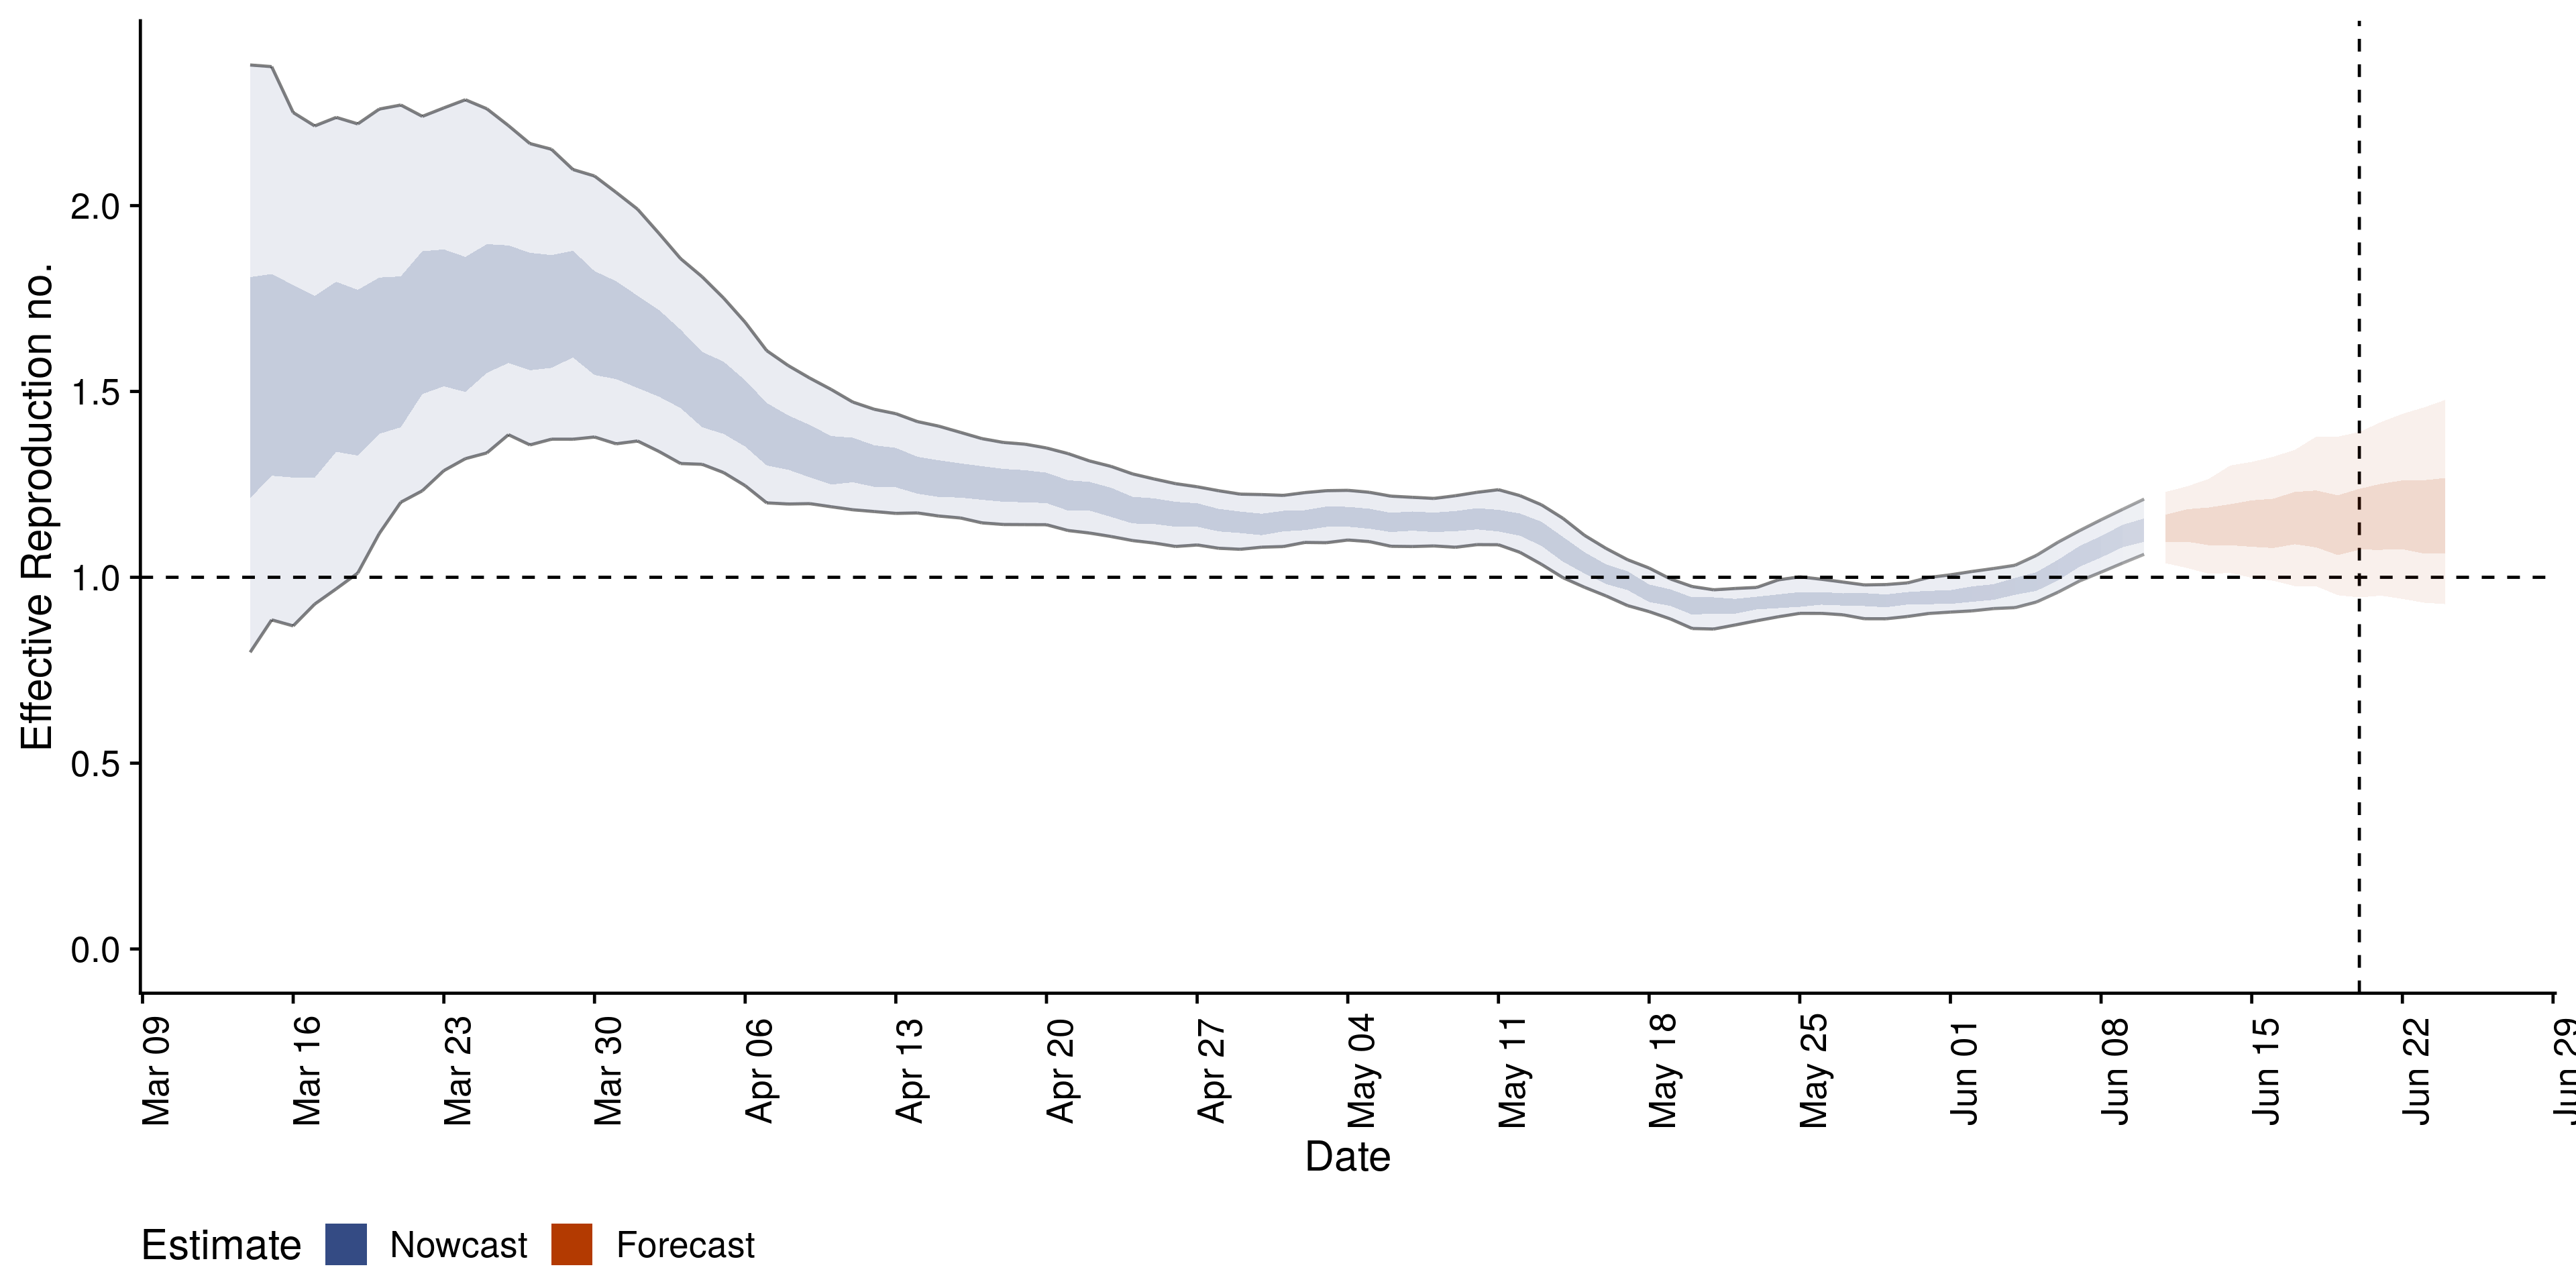 Effective Reproduction no.
2.0
1.5
1.0
0.5
0.0
Mar 09
Mar 16
Mar 23
Mar 30
Apr 06
Apr 13
Apr 20
Apr 27
May 04
May 11
May 18
May 25
Jun 01
Jun 08
Jun 15
Jun 22
Jun 29
Date
Estimate Nowcast Forecast